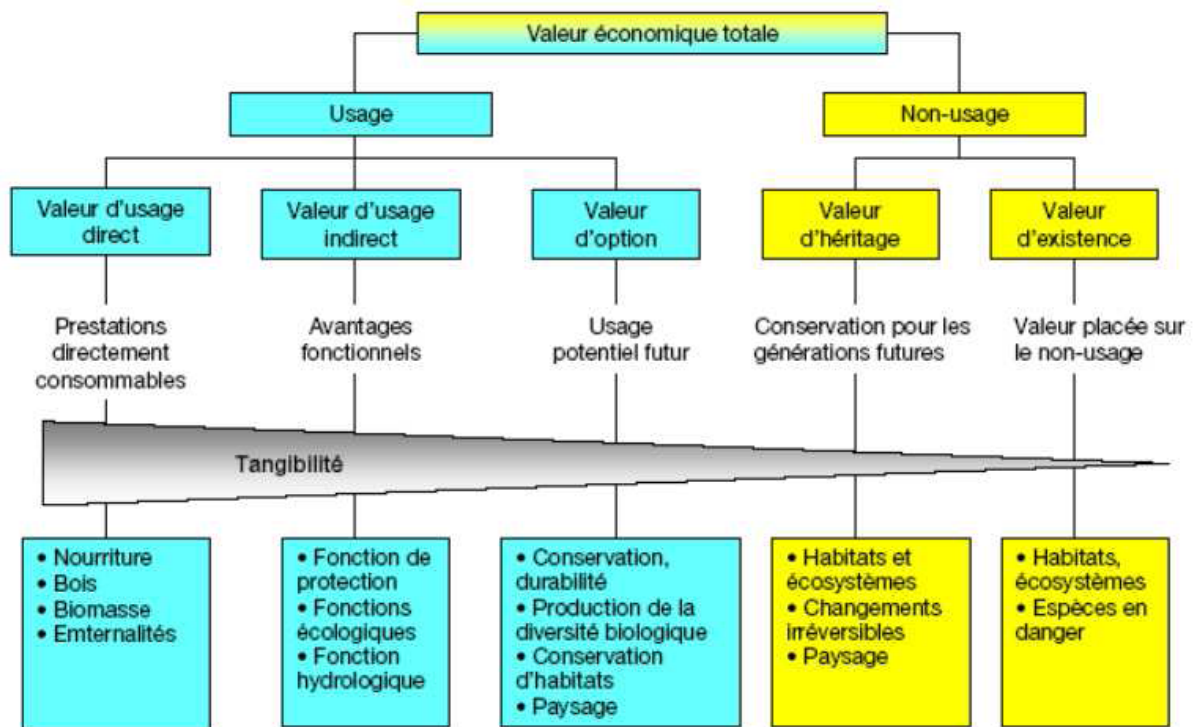 Valeur économique totale
Usage
Non-usage
Valeur d'usage
direct
Valeur d'usage
indirect
Valeur
d'option
Valeur
d'héritage
Valeur
d'existence
Prestations
directement
consommables
Avantages
fonctionnels
Usage
potentiel futur
Conservation pour les
générations futures
Valeur placée sur
le non-usage
Tangibilité
• Nourriture
• Bois
• Biomasse
• Emternalités
• Fonction de
protection
• Fonctions
écologiques
• Fonction
hydrologique
• Conservation,
durabilité
• Production de la
diversité biologique
• Conservation
d'habitats
• Paysage
• Habitats et
écosystèmes
• Changements
irréversibles
• Paysage
• Habitats,
écosystèmes
• Espèces en
danger